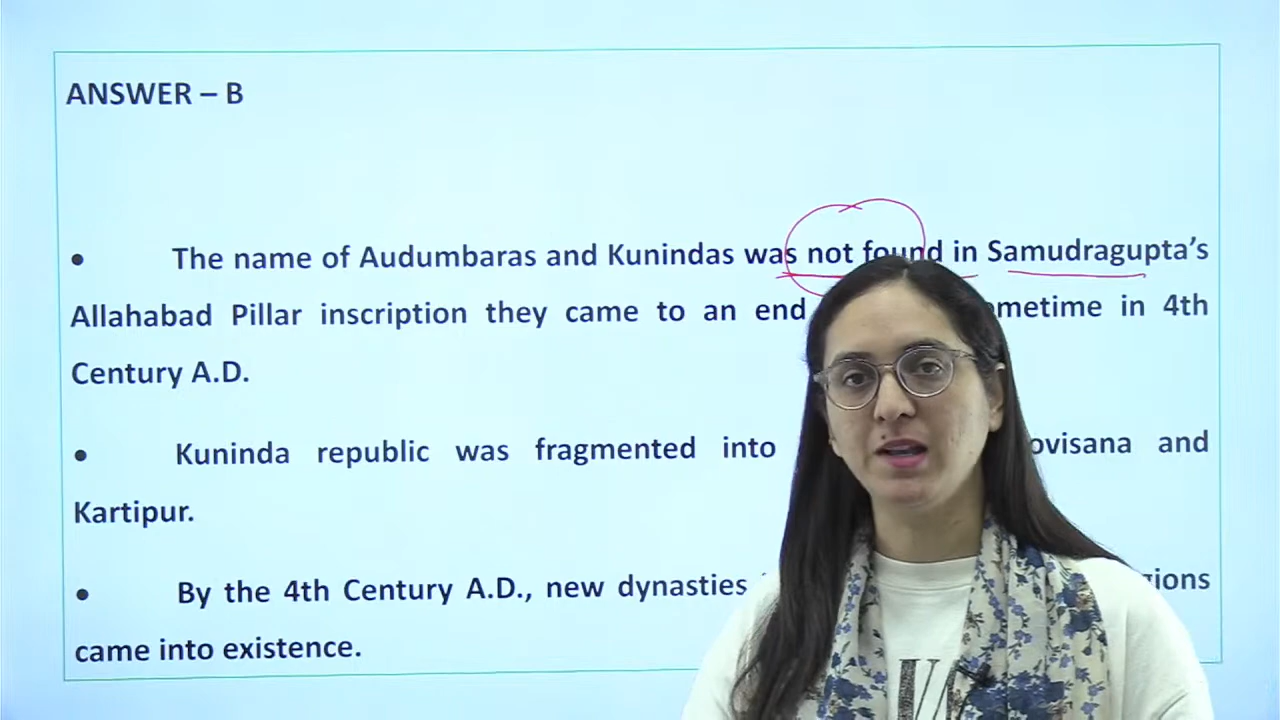 ANSWER – B
• The name of Audumbaras and Kunindas was not found in Samudragupta's
Allahabad Pillar inscription they came to an end ometime in 4th
Century A.D.
• Kuninda republic was fragmented into ovisana and
Kartipur.
• By the 4th Century A.D., new dynasties gions
came into existence.